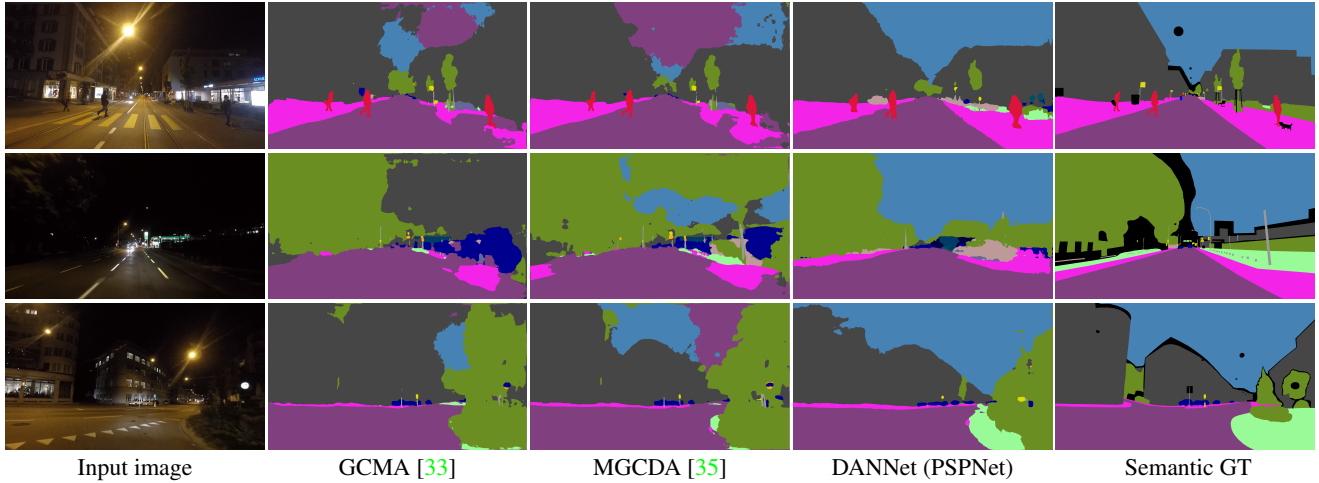 Input image
GCMA [33]
MGCDA [35]
DANNet (PSPNet)
Semantic GT